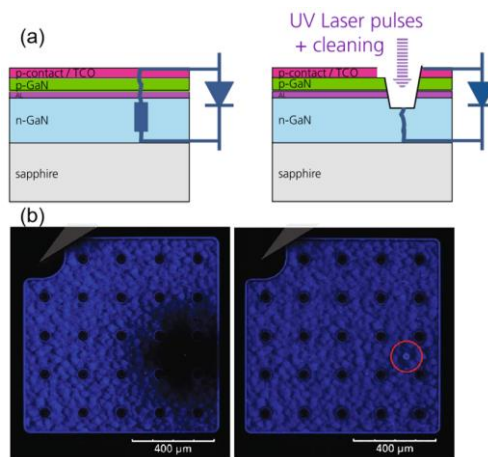 (a)
UV Laser pulses
+ cleaning
p-contact / TCO
p-GaN
n-GaN
sapphire
p-contact / TCO
p-GaN
n-GaN
sapphire
(b)
400 µm
400 µm